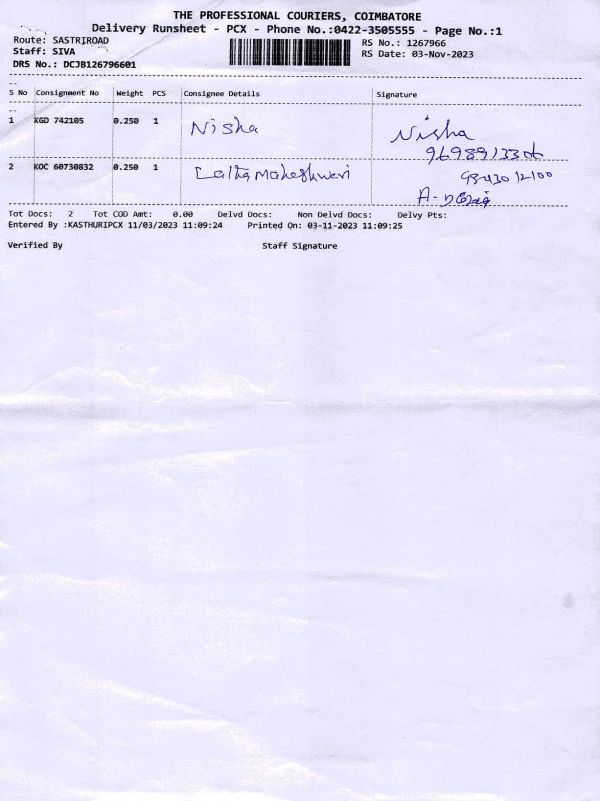 THE PROFESSIONAL COURIERS, COIMBATORE
Delivery Runsheet - PCX - Phone No.:0422-3505555 - Page No.:1
Route: SASTRIROAD
Staff: SIVA
DRS No.: DCJB126796601
RS No.: 1267966
RS Date: 03-Nov-2023
S No Consignment No Weight PCS Consignee Details Signature
1 KGD 742105 0.250 1 Nisha Nisha
2 KOC 60730832 0.250 1 Latha Maheshweri
Tot Docs: 2 Tot COD Amt: 0.00 Delvd Docs: Non Delvd Docs: Delvy Pts:
Entered By :KASTHURIPCX 11/03/2023 11:09:24 Printed On: 03-11-2023 11:09:25
Verified By Staff Signature